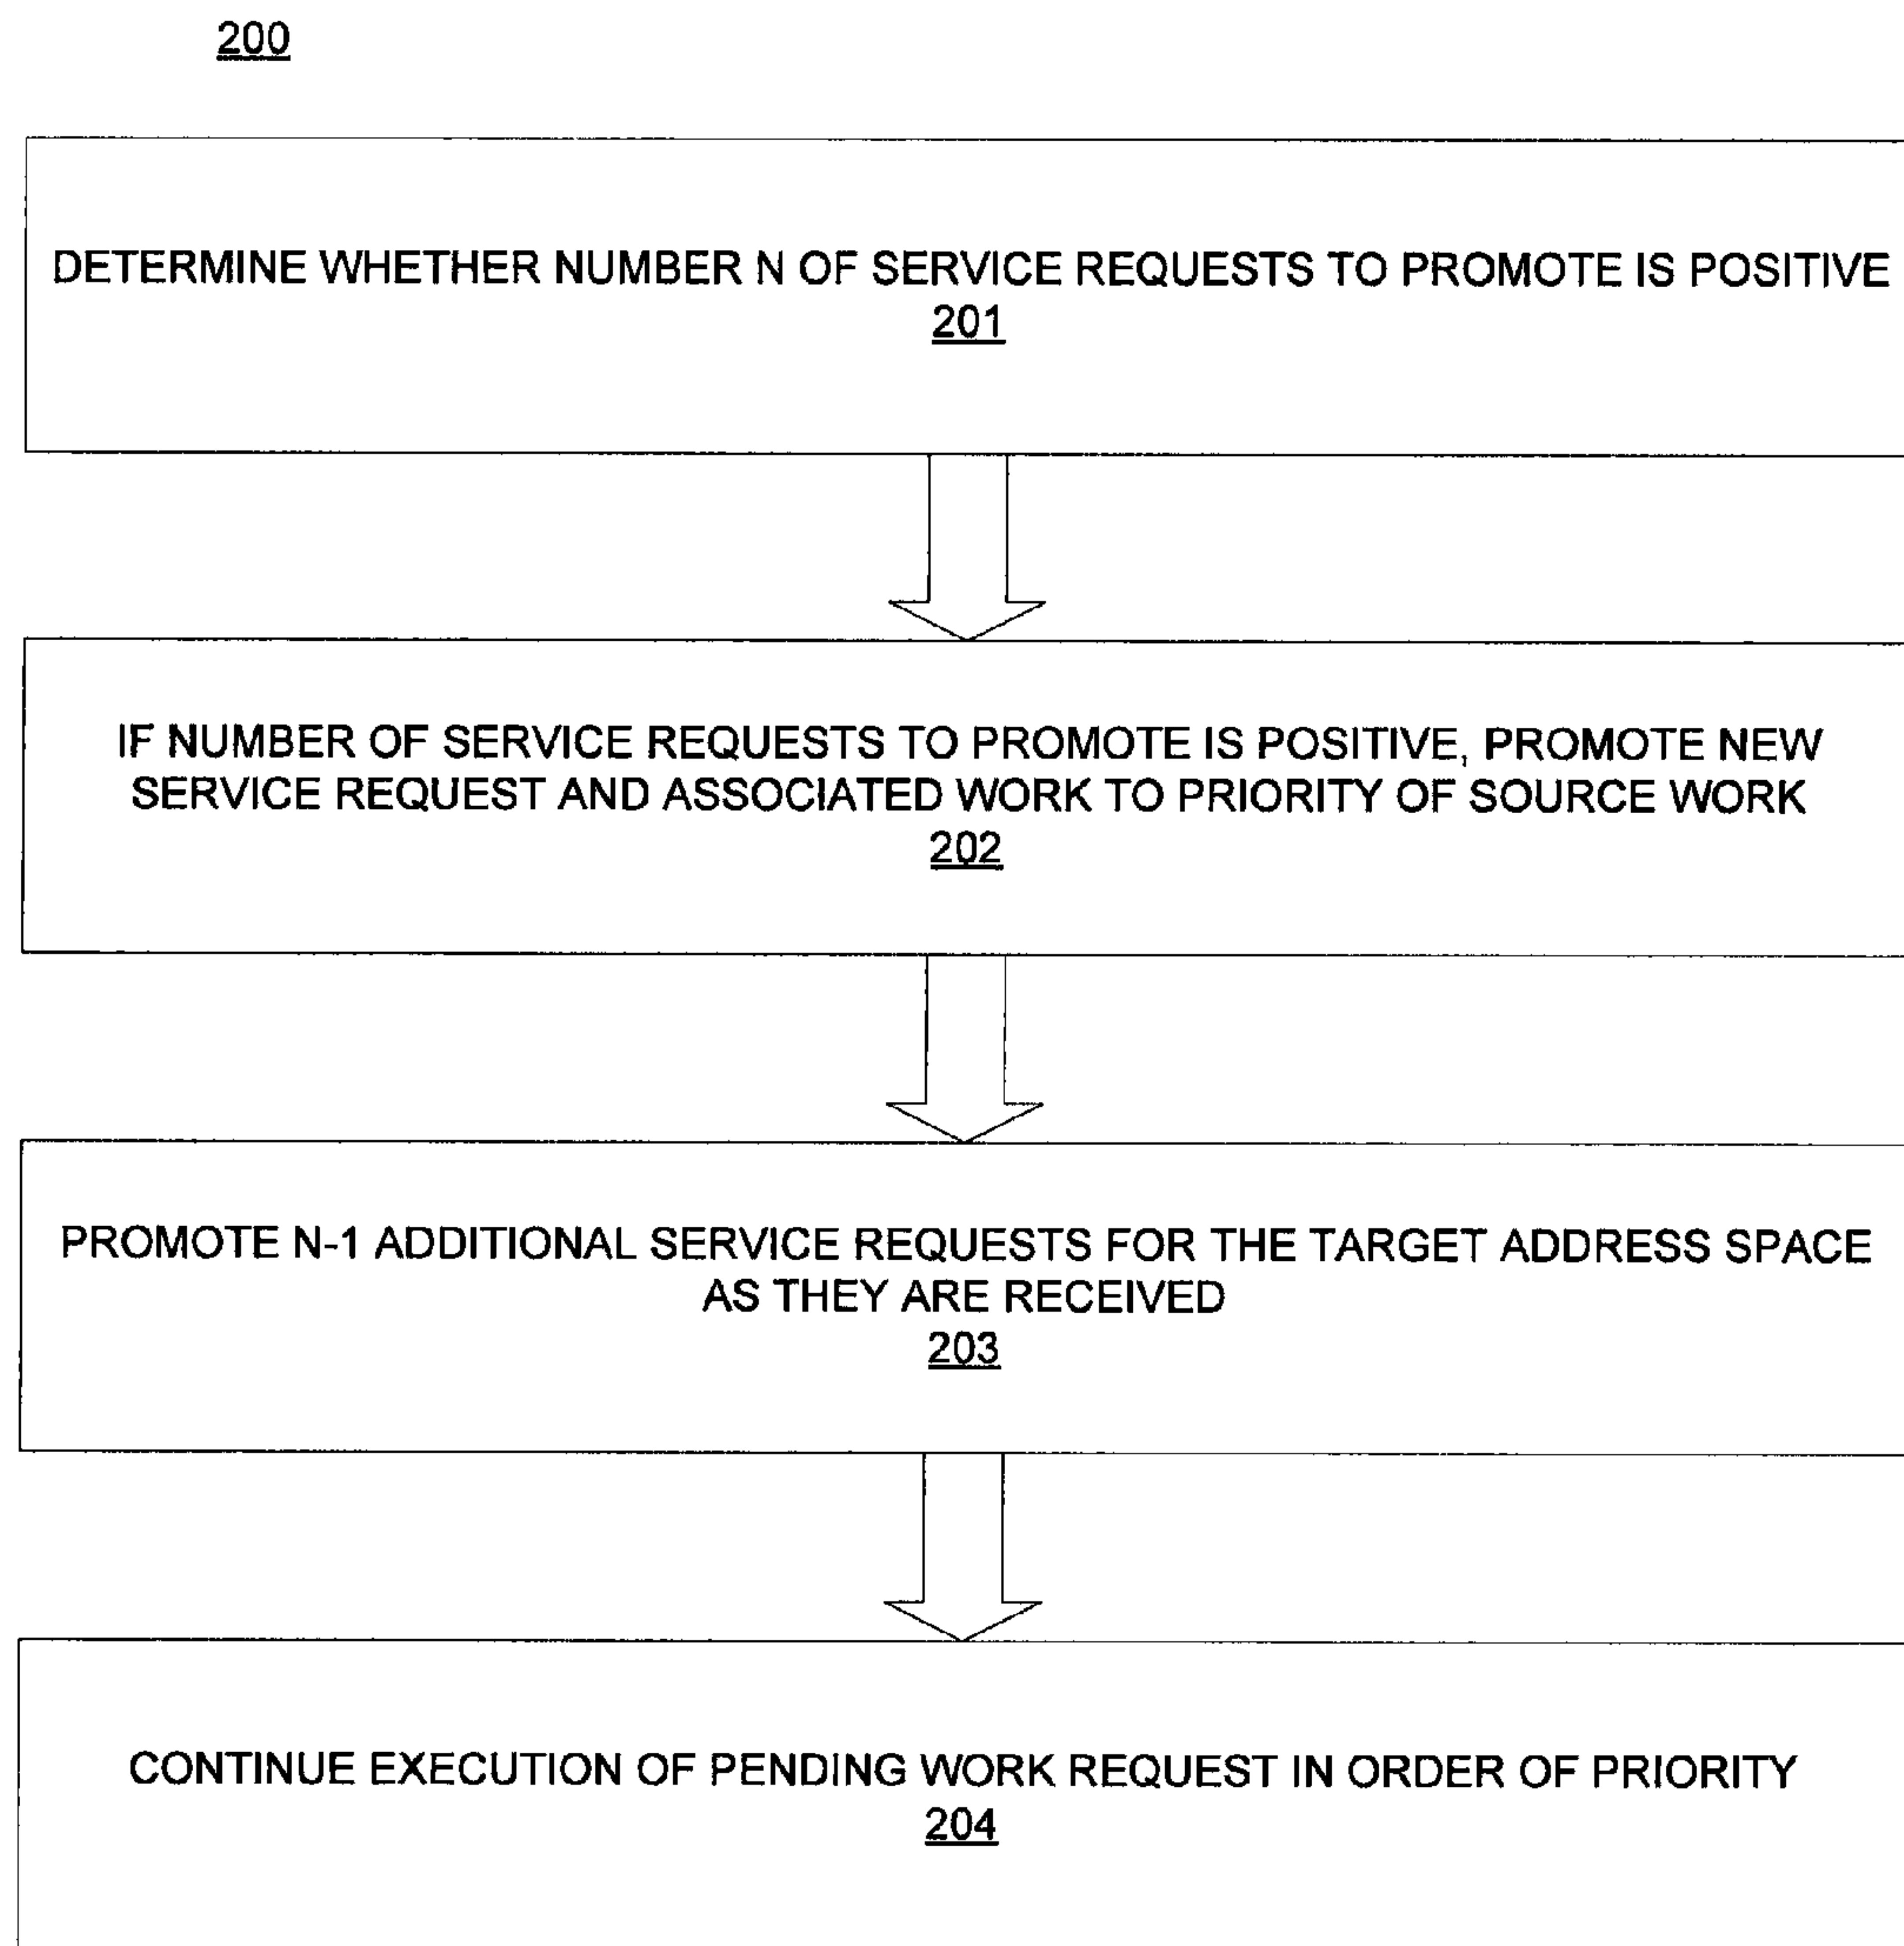 200
DETERMINE WHETHER NUMBER N OF SERVICE REQUESTS TO PROMOTE IS POSITIVE
201
IF NUMBER OF SERVICE REQUESTS TO PROMOTE IS POSITIVE, PROMOTE NEW
SERVICE REQUEST AND ASSOCIATED WORK TO PRIORITY OF SOURCE WORK
202
PROMOTE N-1 ADDITIONAL SERVICE REQUESTS FOR THE TARGET ADDRESS SPACE
AS THEY ARE RECEIVED
203
CONTINUE EXECUTION OF PENDING WORK REQUEST IN ORDER OF PRIORITY
204